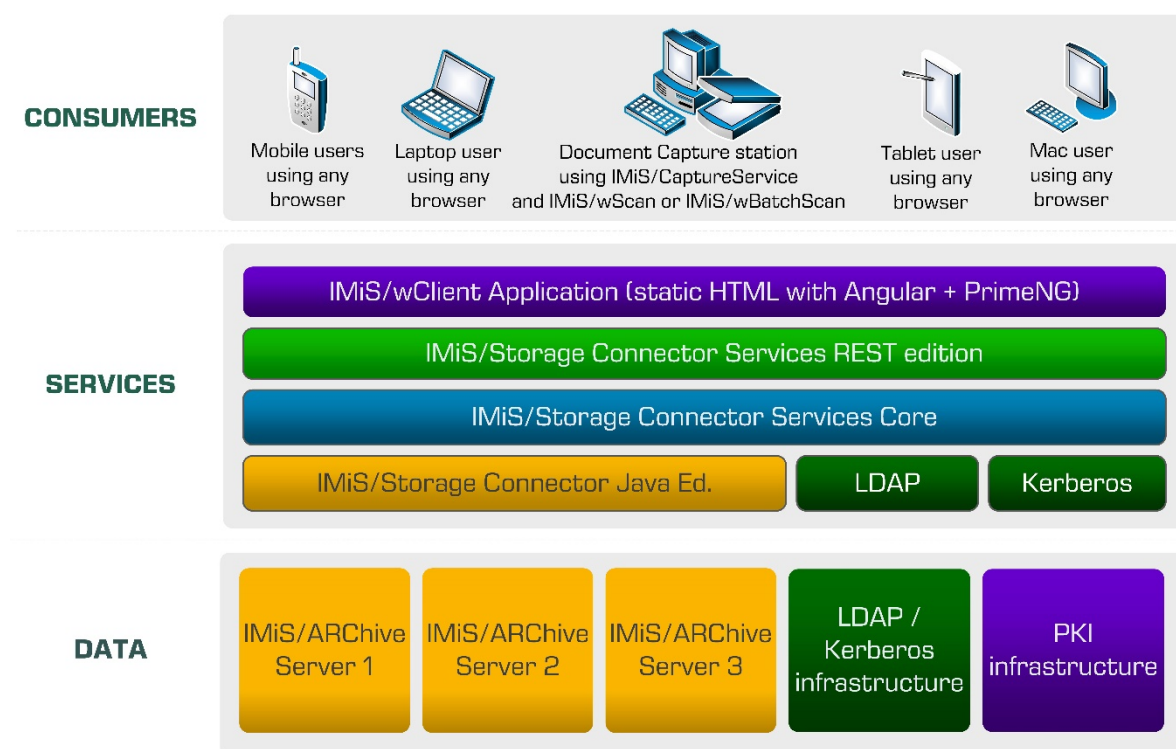 CONSUMERS
Mobile users
using any
browser
Laptop user
using any
browser
Document Capture station
using IMiS/CaptureService
and IMiS/wScan or IMiS/wBatchScan
Tablet user
using any
browser
Mac user
using any
browser
SERVICES
IMiS/wClient Application (static HTML with Angular + PrimeNG)
IMiS/Storage Connector Services REST edition
IMiS/Storage Connector Services Core
IMiS/Storage Connector Java Ed.
LDAP
Kerberos
DATA
IMiS/ARChive
Server 1
IMiS/ARChive
Server 2
IMiS/ARChive
Server 3
LDAP /
Kerberos
infrastructure
PKI
infrastructure